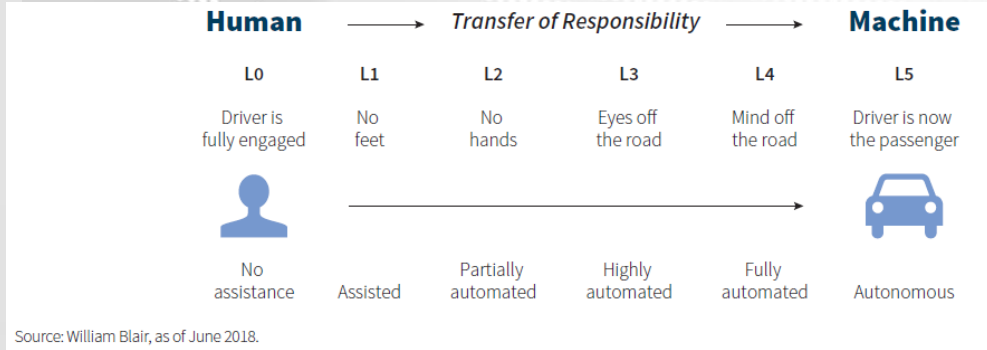 Human Transfer of Responsibility Machine
L0 L1 L2 L3 L4 L5
Driver is No No Eyes off Mind off Driver is now
fully engaged feet hands the road the road the passenger
No Partially Highly Fully
assistance Assisted automated automated automated Autonomous
Source: William Blair, as of June 2018.